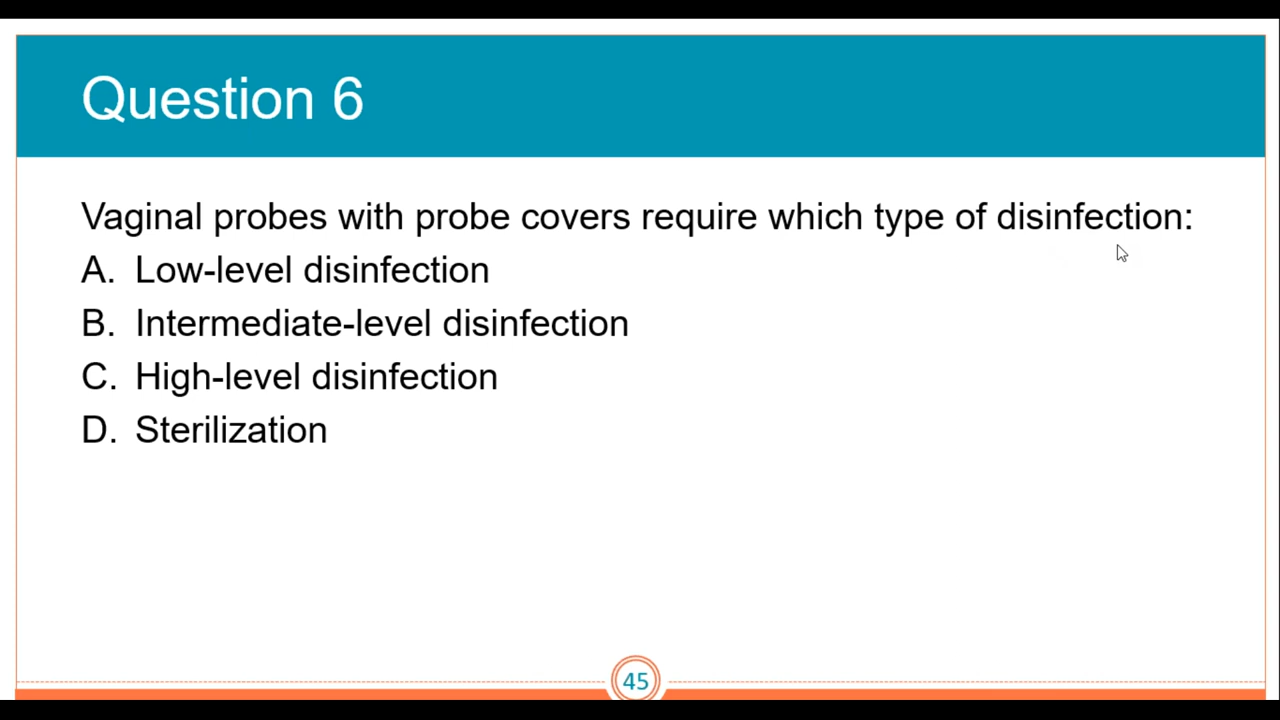 Question 6
Vaginal probes with probe covers require which type of disinfection:
A. Low-level disinfection
B. Intermediate-level disinfection
C. High-level disinfection
D. Sterilization
45